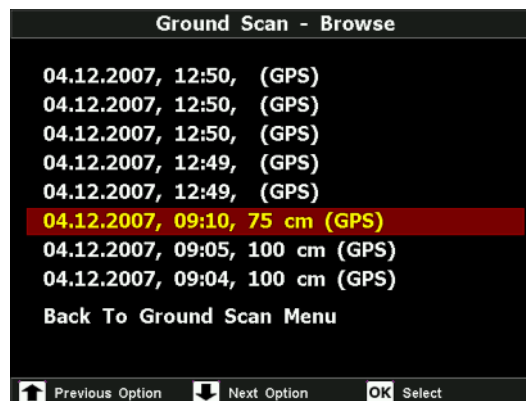 Ground Scan - Browse
04.12.2007, 12:50, (GPS)
04.12.2007, 12:50, (GPS)
04.12.2007, 12:50, (GPS)
04.12.2007, 12:49, (GPS)
04.12.2007, 12:49, (GPS)
04.12.2007, 09:10, 75 cm (GPS)
04.12.2007, 09:05, 100 cm (GPS)
04.12.2007, 09:04, 100 cm (GPS)
Back To Ground Scan Menu
Previous Option Next Option OK Select